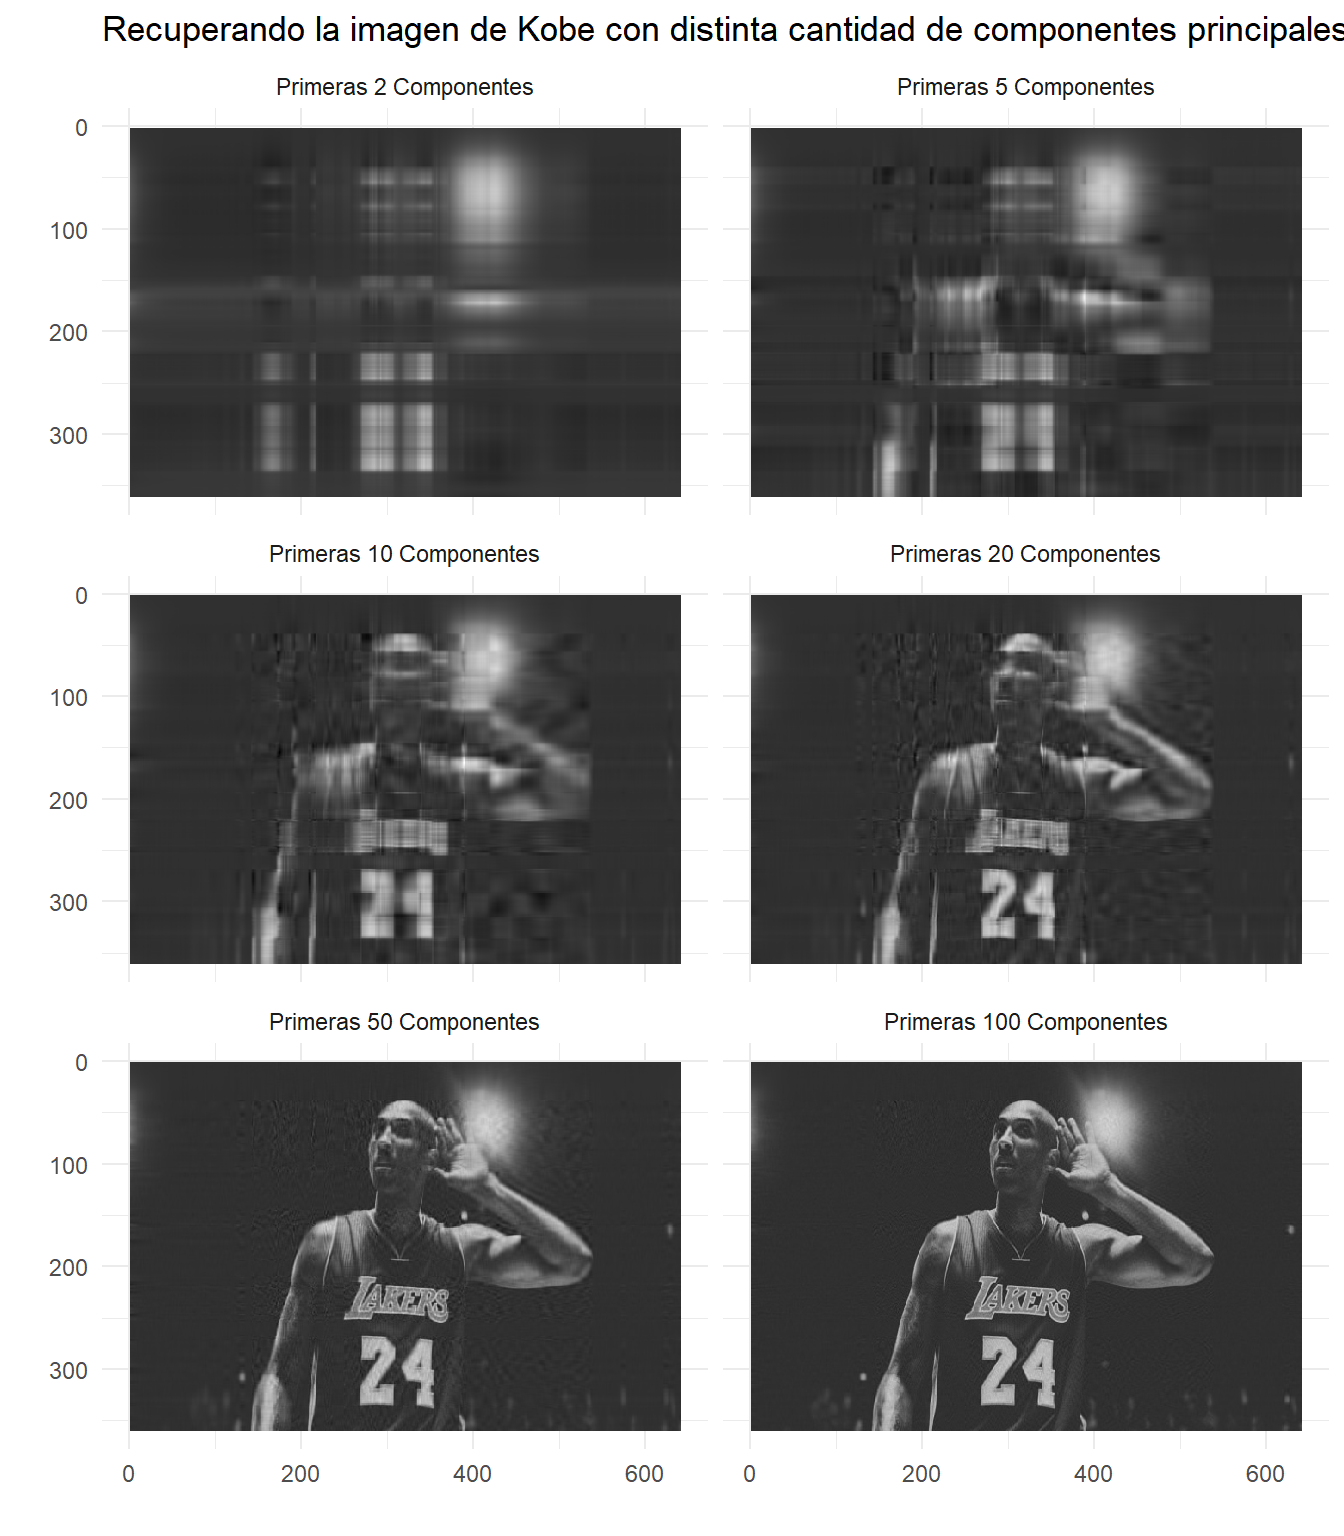 Recuperando la imagen de Kobe con distinta cantidad de componentes principales
Primeras 2 Componentes
Primeras 5 Componentes
0
100
200
300
Primeras 10 Componentes
Primeras 20 Componentes
0
100
200
300
24
24
Primeras 50 Componentes
Primeras 100 Componentes
0
100
200
300
LAKERS
24
LAKERS
24
0 200 400 600
0 200 400 600